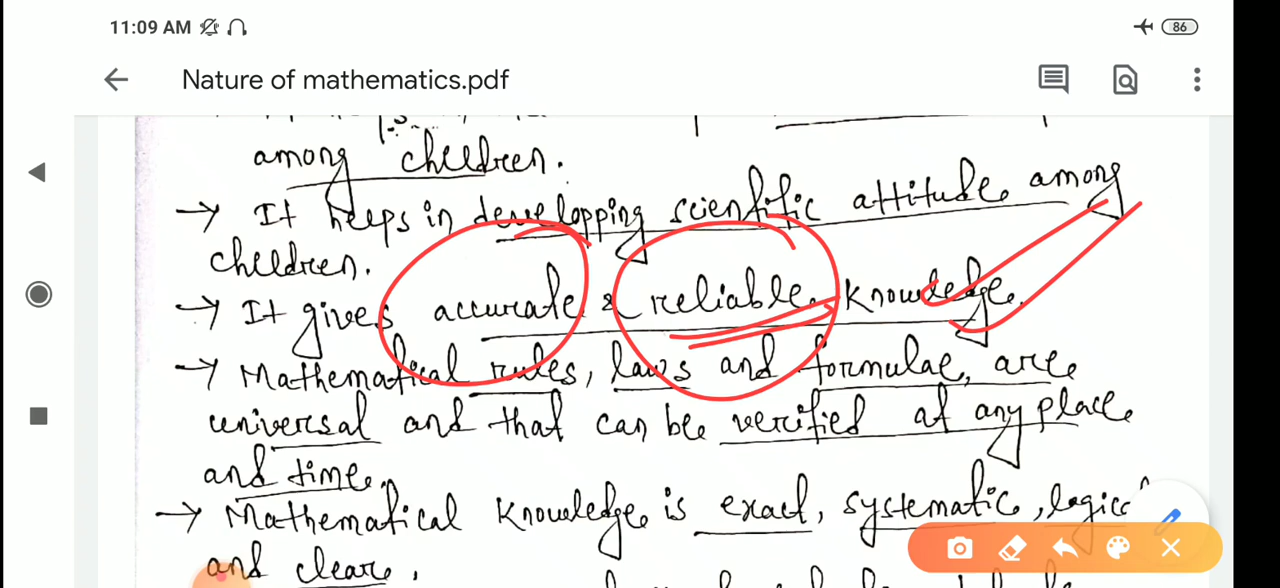 11:09 AM 86
Nature of mathematics.pdf
among children.
→ It helps in developping scientific attitude among
children.
→ It gives accurate & reliable knowledge.
→ Mathematical rules, laws and formulae, are
universal and that can be verified at any place
and time.
→ Mathematical knowledge is exact, systematic,
and clear.